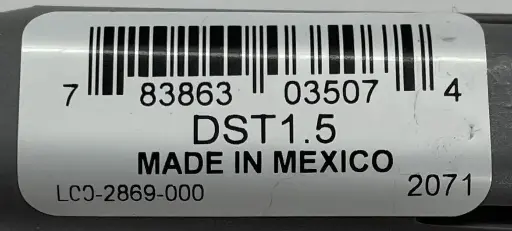 7 83863 03507 4
DST1.5
MADE IN MEXICO
LC0-2869-000 2071